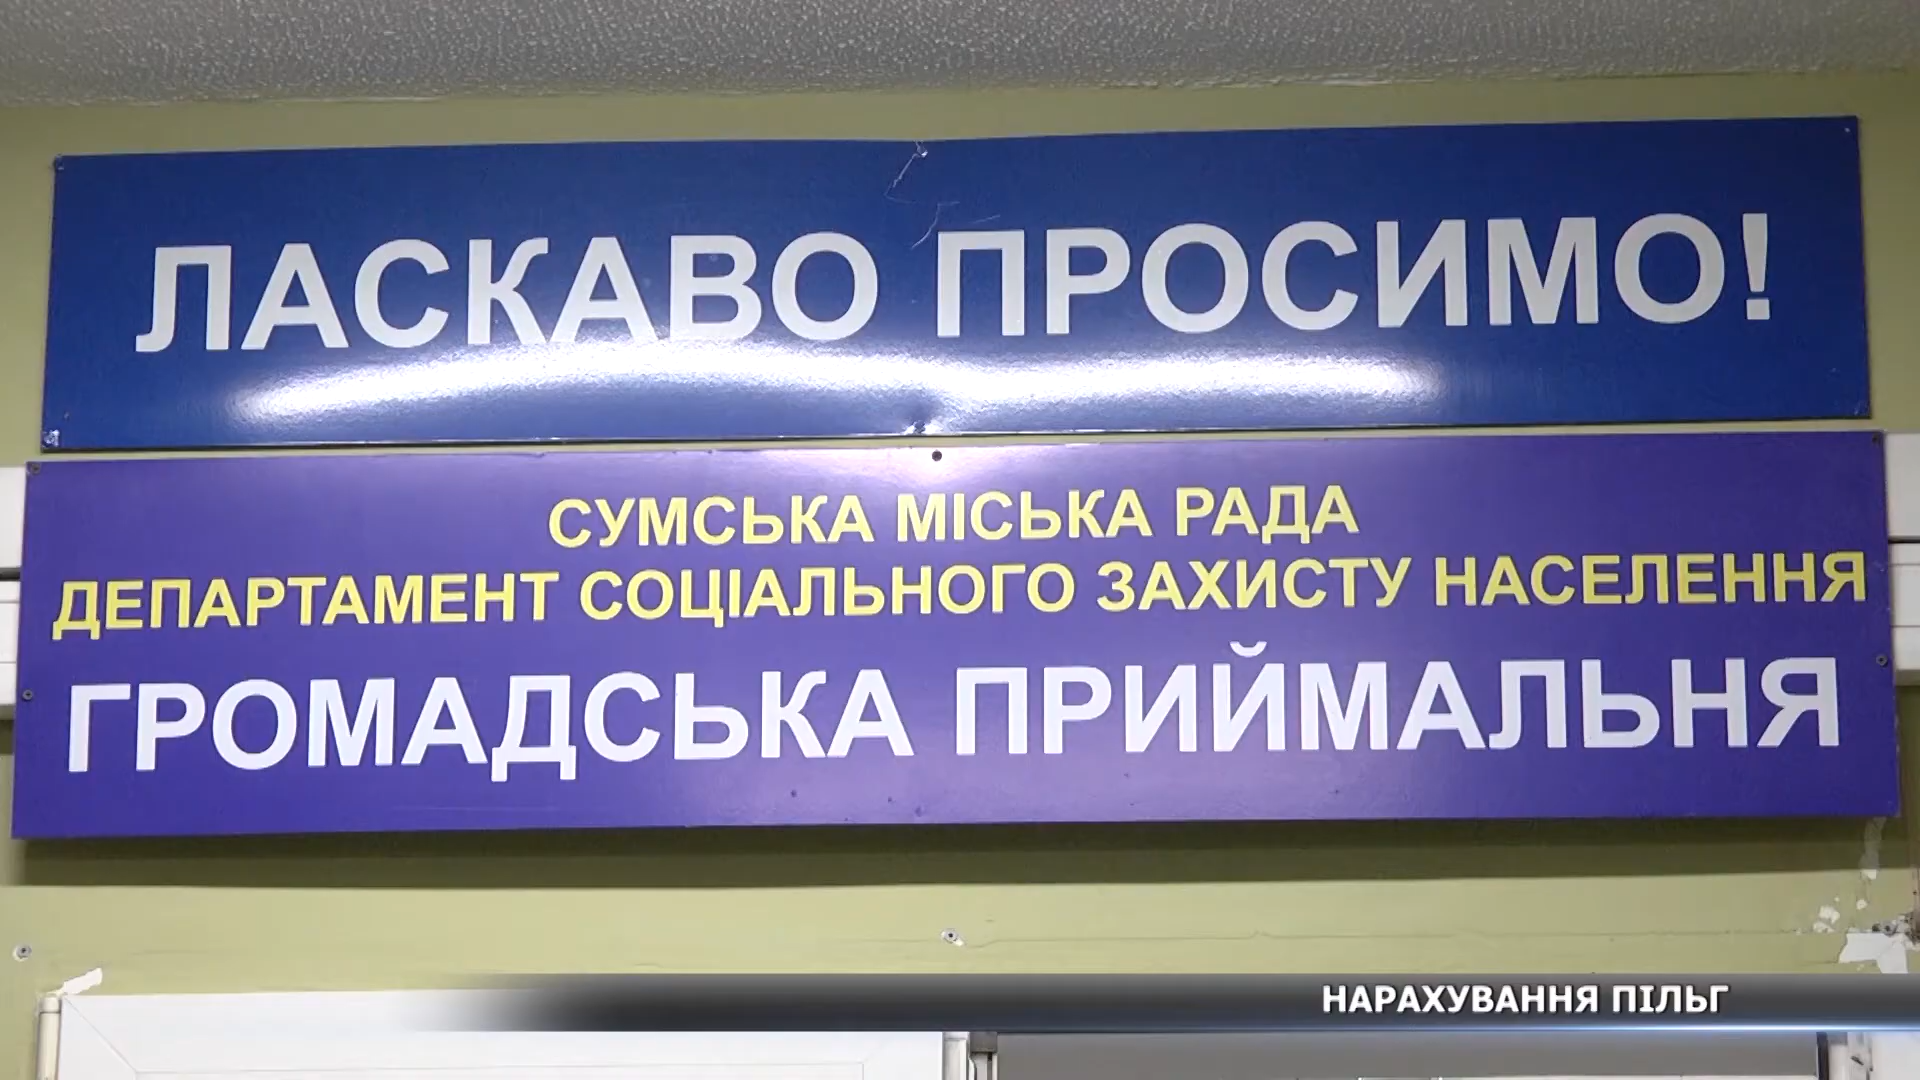 ЛАСКАВО ПРОСИМО!
СУМСЬКА МІСЬКА РАДА
ДЕПАРТАМЕНТ СОЦІАЛЬНОГО ЗАХИСТУ НАСЕЛЕННЯ
ГРОМАДСЬКА ПРИЙМАЛЬНЯ
НАРАХУВАННЯ ПІЛЬГ